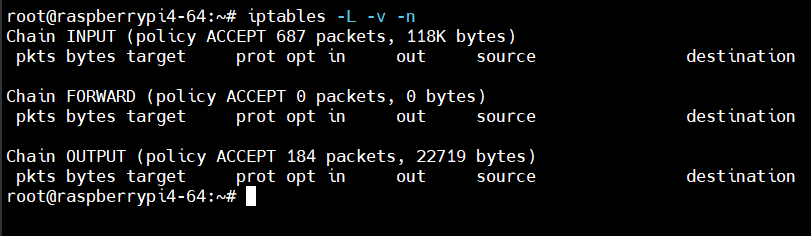 root@raspberrypi4-64:~# iptables -L -v -n
Chain INPUT (policy ACCEPT 687 packets, 118K bytes)
 pkts bytes target     prot opt in     out     source               destination

Chain FORWARD (policy ACCEPT 0 packets, 0 bytes)
 pkts bytes target     prot opt in     out     source               destination

Chain OUTPUT (policy ACCEPT 184 packets, 22719 bytes)
 pkts bytes target     prot opt in     out     source               destination
root@raspberrypi4-64:~#